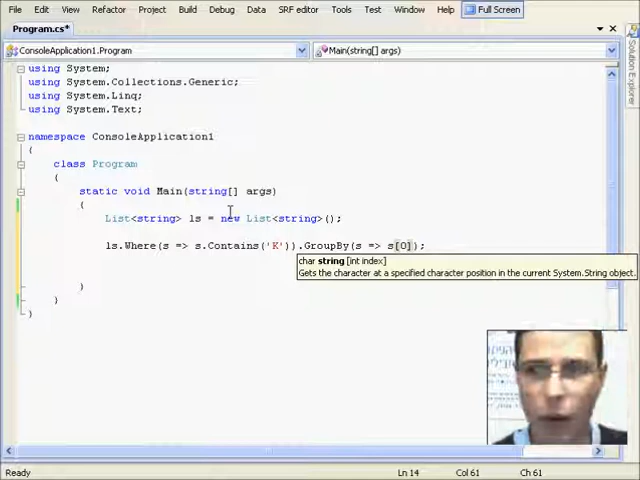 File Edit View Refactor Project Build Debug Data SRF editor Tools Test Window Help Full Screen
Program.cs*
ConsoleApplication1.Program Main(string[] args)
using System;
using System.Collections.Generic;
using System.Linq;
using System.Text;
namespace ConsoleApplication1
{
class Program
{
static void Main(string[] args)
{
List<string> ls = new List<string>();
ls.Where(s => s.Contains('K')).GroupBy(s => s[0]);
char string [int index]
Gets the character at a specified character position in the current System.String object.
}
}
}
Solution Explorer
Ready Ln 14 Col 61 Ch 61